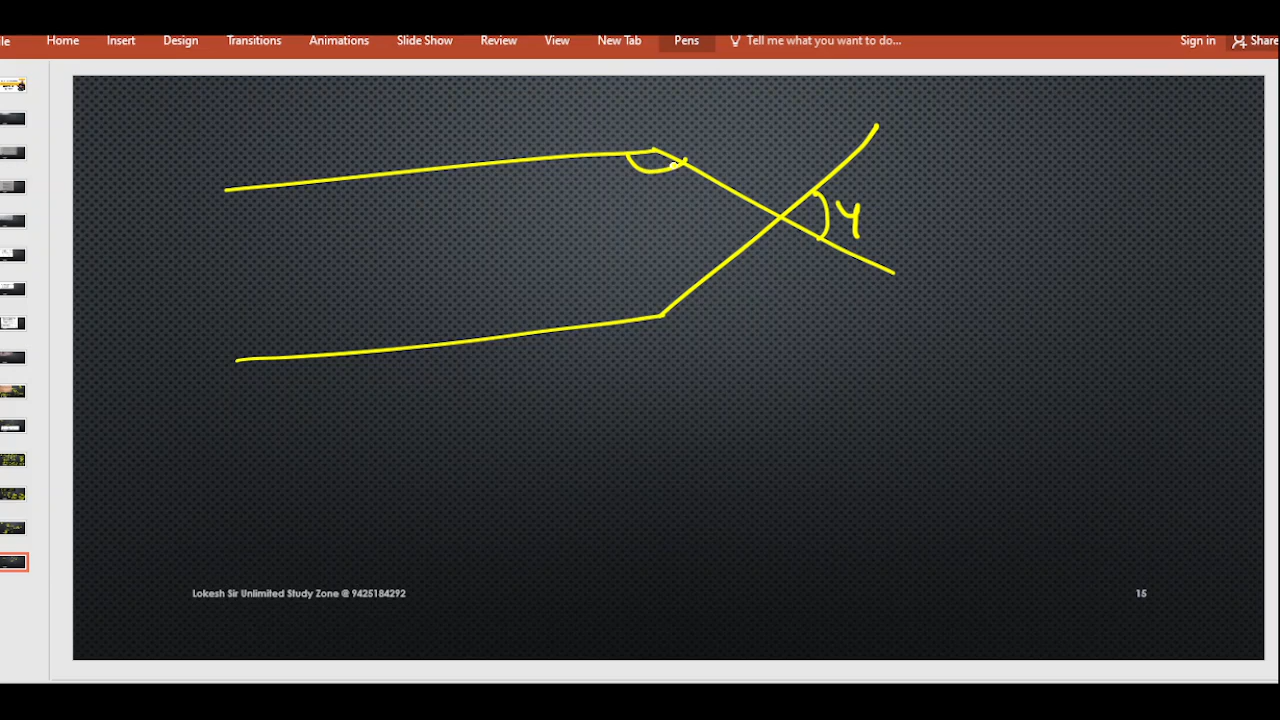 le Home Insert Design Transitions Animations Slide Show Review View New Tab Pens Tell me what you want to do... Sign in Share
y
Lokesh Sir Unlimited Study Zone @ 9425184292 15